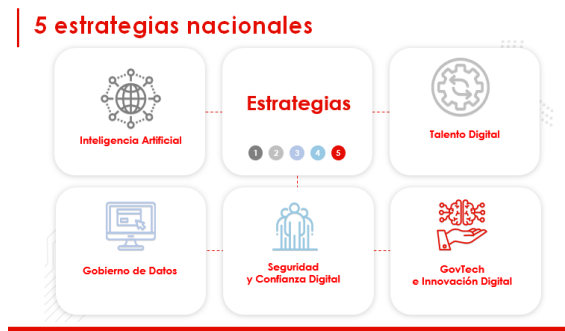 5 estrategias nacionales
Inteligencia Artificial
Estrategias
1 2 3 4 5
Talento Digital
Gobierno de Datos
Seguridad
y Confianza Digital
GovTech
e Innovación Digital